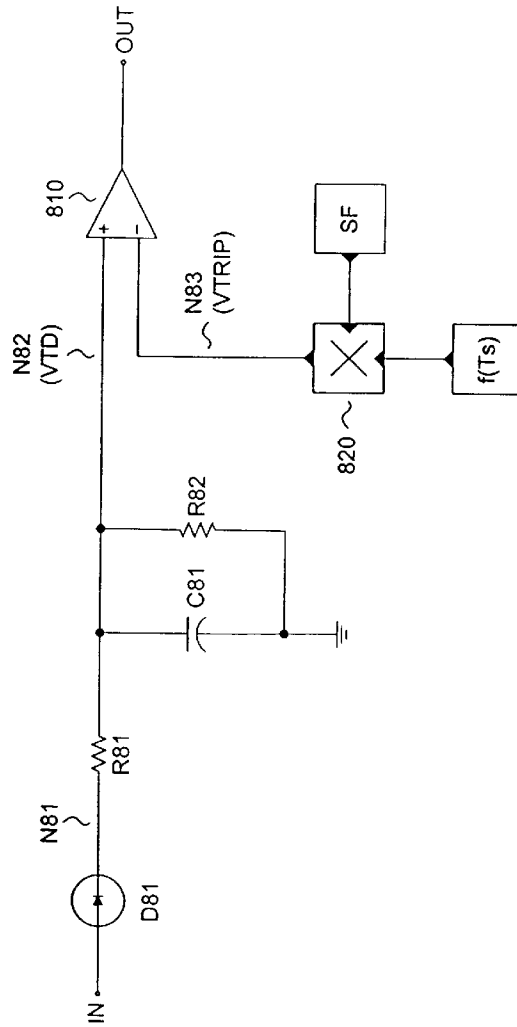 IN
D81
N81
R81
C81
R82
N82
(VTD)
810
+
-
OUT
N83
(VTRIP)
820
SF
f(Ts)